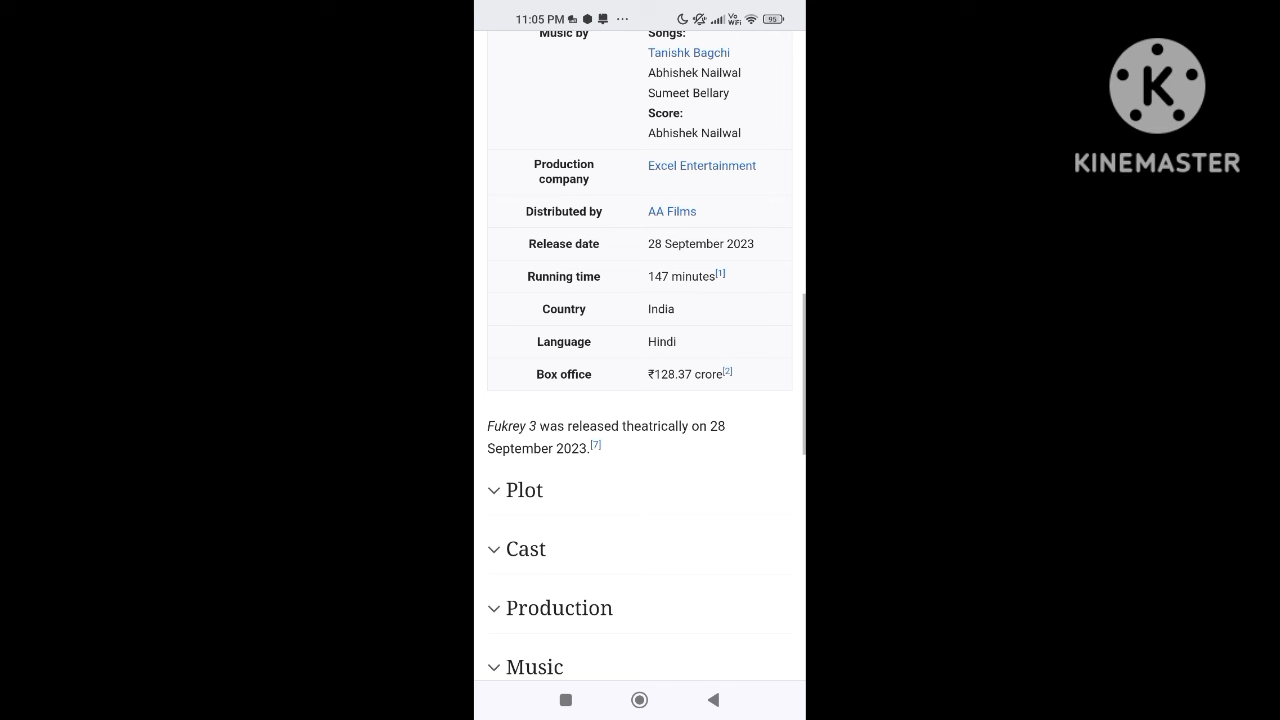 11:05 PM
Vo
WiFi
95
Music by
Songs:
Tanishk Bagchi
Abhishek Nailwal
Sumeet Bellary
Score:
Abhishek Nailwal
Production
company
Excel Entertainment
Distributed by
AA Films
Release date
28 September 2023
Running time
147 minutes[1]
Country
India
Language
Hindi
Box office
₹128.37 crore[2]
Fukrey 3 was released theatrically on 28
September 2023.[7]
Plot
Cast
Production
Music
K
KINEMASTER